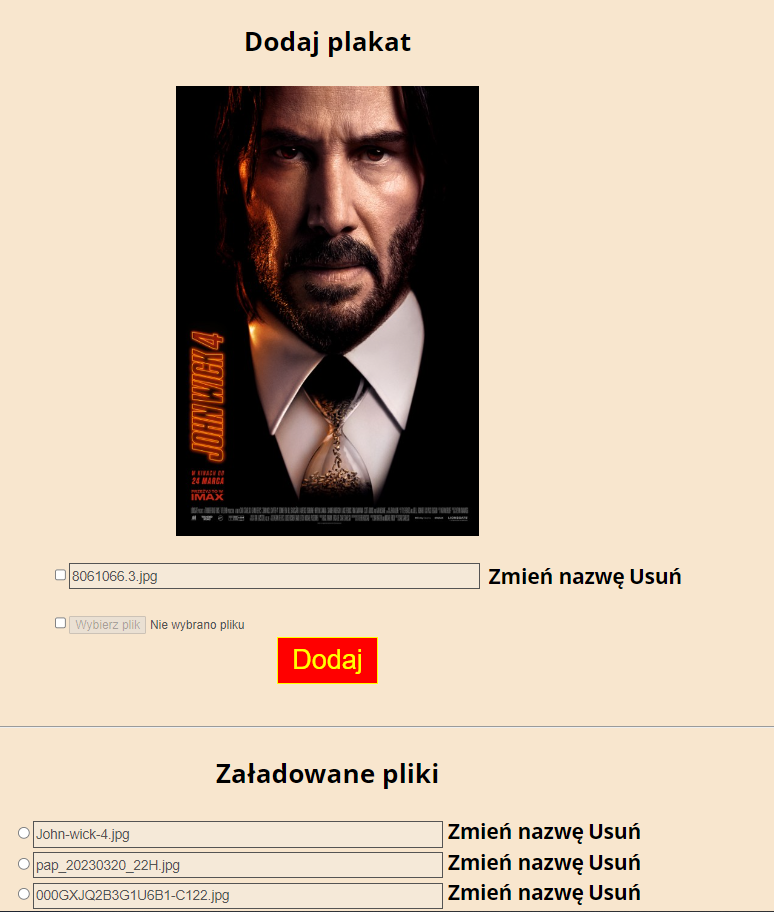 Dodaj plakat
JOHN WICK 4
W KINACH OD
24 MARCA
IMAX
8061066.3.jpg Zmień nazwę Usuń
Wybierz plik Nie wybrano pliku
Dodaj
Załadowane pliki
John-wick-4.jpg Zmień nazwę Usuń
pap_20230320_22H.jpg Zmień nazwę Usuń
000GXJQ2B3G1U6B1-C122.jpg Zmień nazwę Usuń